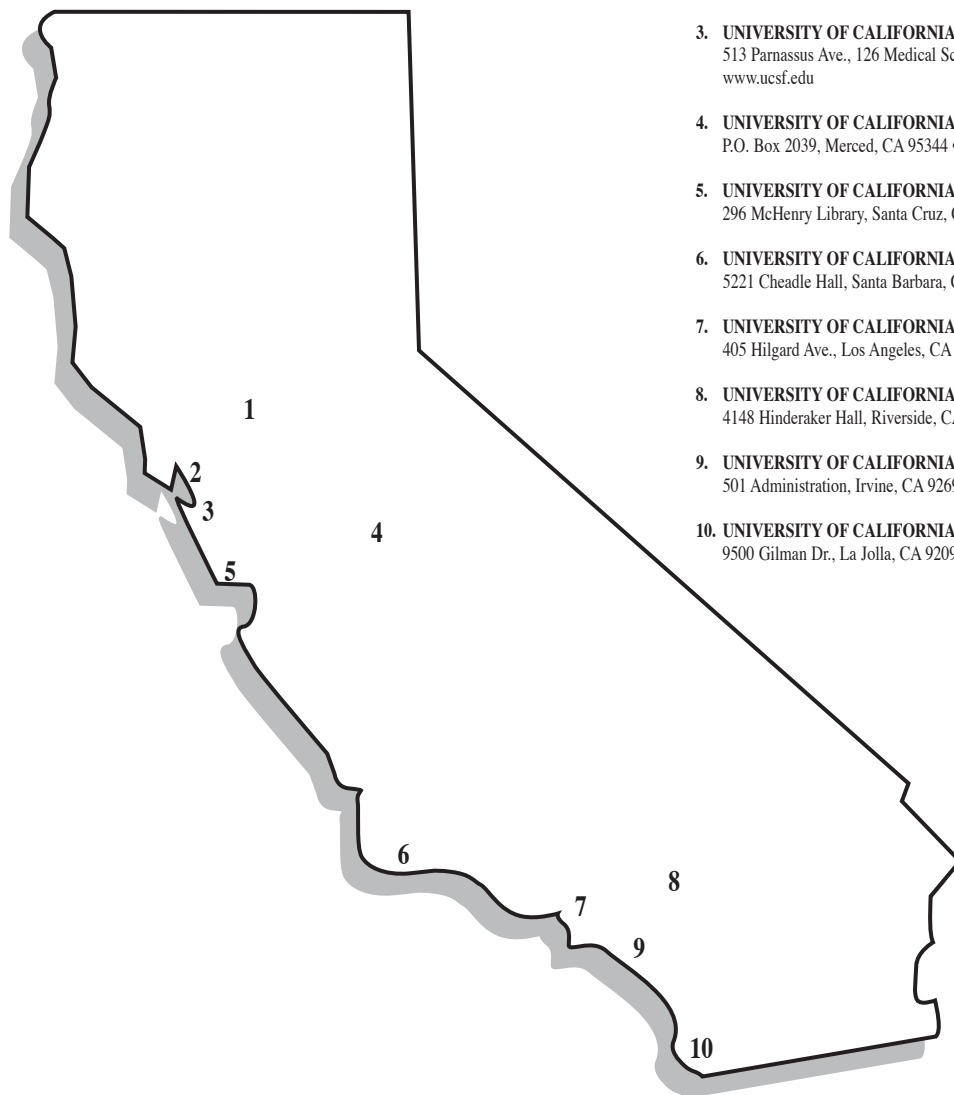 3. UNIVERSITY OF CALIFORNIA
513 Parnassus Ave., 126 Medical Sc
www.ucsf.edu
4. UNIVERSITY OF CALIFORNIA
P.O. Box 2039, Merced, CA 95344
5. UNIVERSITY OF CALIFORNIA
296 McHenry Library, Santa Cruz,
6. UNIVERSITY OF CALIFORNIA
5221 Cheadle Hall, Santa Barbara,
7. UNIVERSITY OF CALIFORNIA
405 Hilgard Ave., Los Angeles, CA
8. UNIVERSITY OF CALIFORNIA
4148 Hinderaker Hall, Riverside, CA
9. UNIVERSITY OF CALIFORNIA
501 Administration, Irvine, CA 9269
10. UNIVERSITY OF CALIFORNIA
9500 Gilman Dr., La Jolla, CA 9209
1
2
3
4
5
6
7
8
9
10